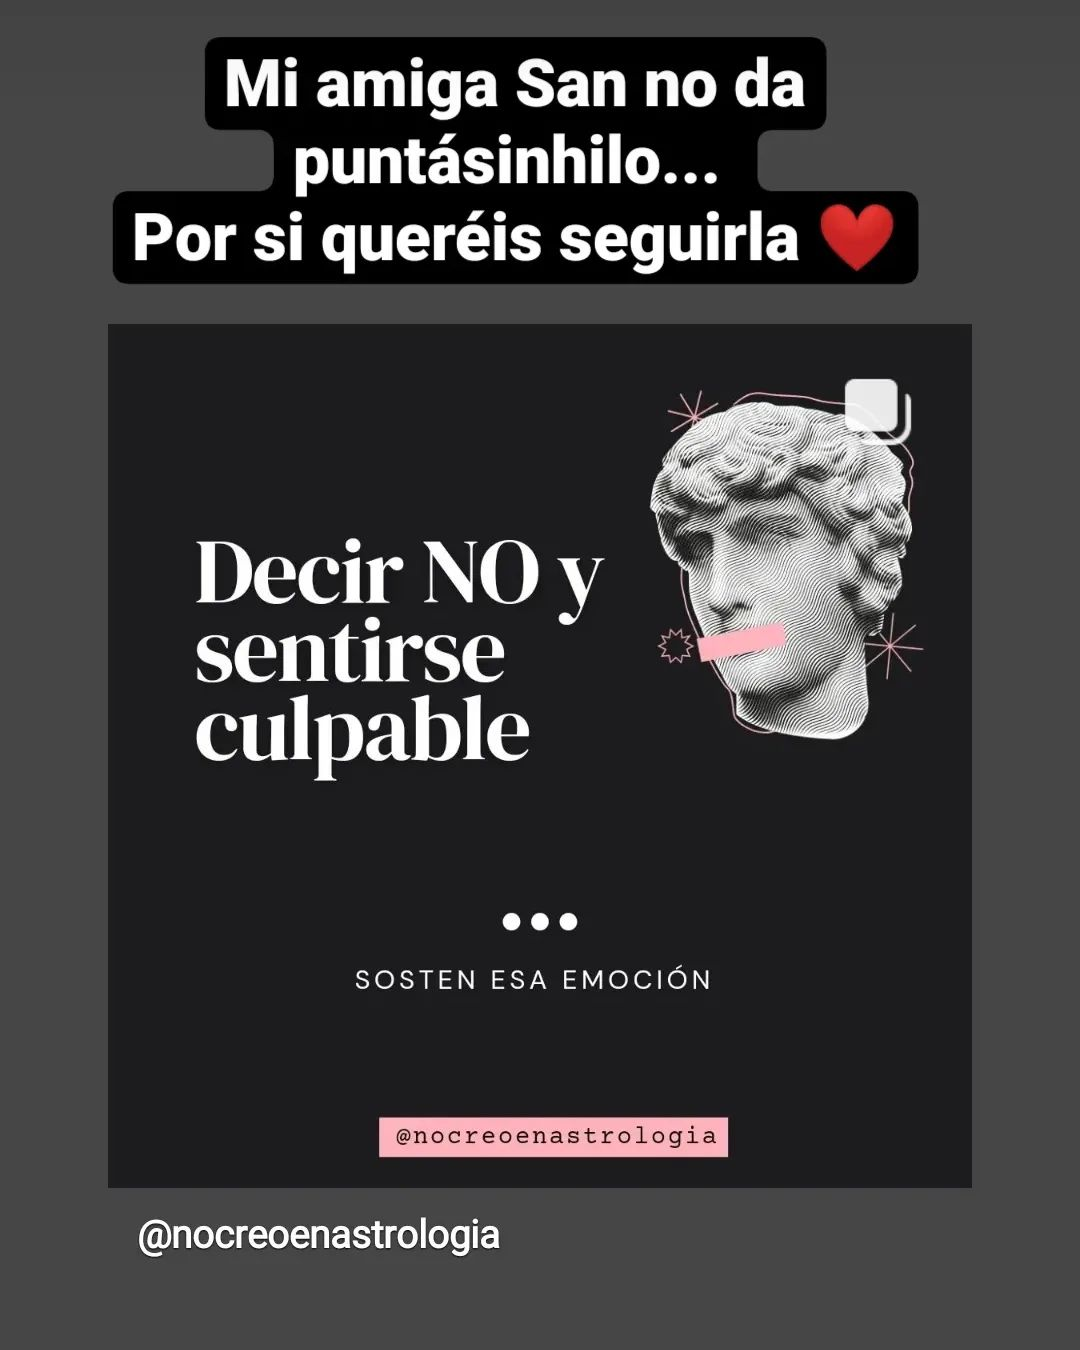 Mi amiga San no da
puntásinhilo...
Por si queréis seguirla ❤️
Decir NO y
sentirse
culpable
SOSTEN ESA EMOCIÓN
@nocreoenastrologia
@nocreoenastrologia